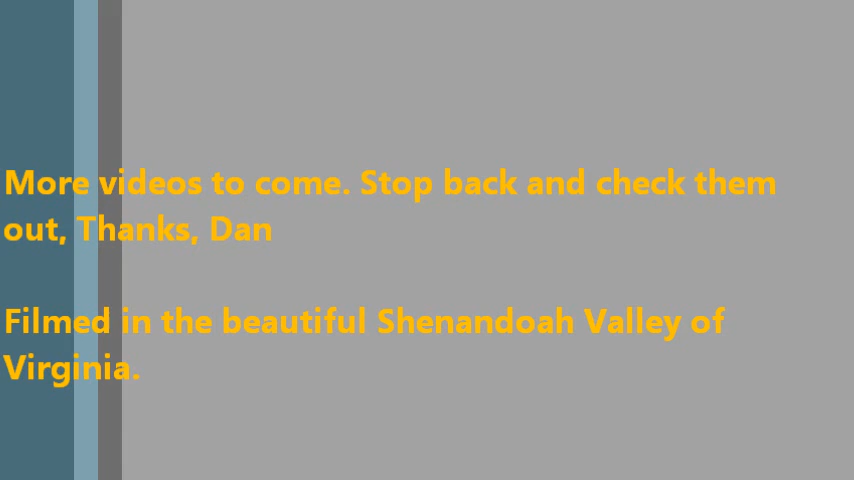 More videos to come. Stop back and check them
out, Thanks, Dan
Filmed in the beautiful Shenandoah Valley of
Virginia.